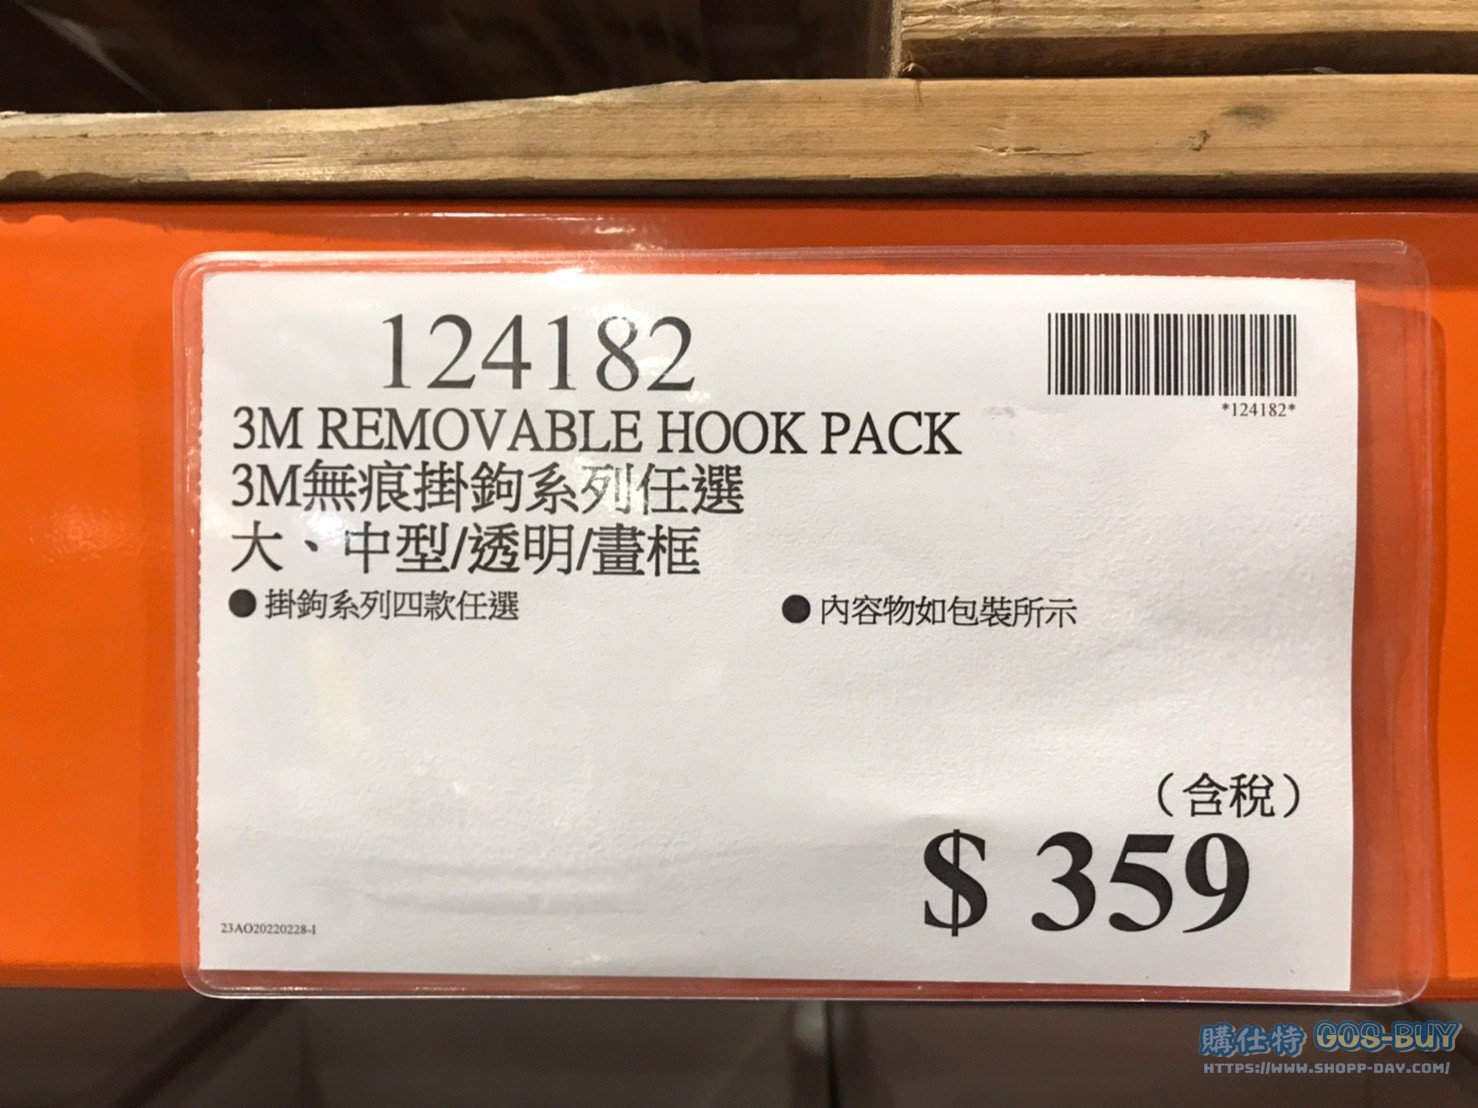 124182
*124182*
3M REMOVABLE HOOK PACK
3M無痕掛鉤系列任選
大、中型/透明/畫框
●掛鉤系列四款任選
●內容物如包裝所示
（含稅）
$ 359
23AO20220228-1
購仕特 GOS-BUY
HTTPS://WWW.SHOPP-DAY.COM/